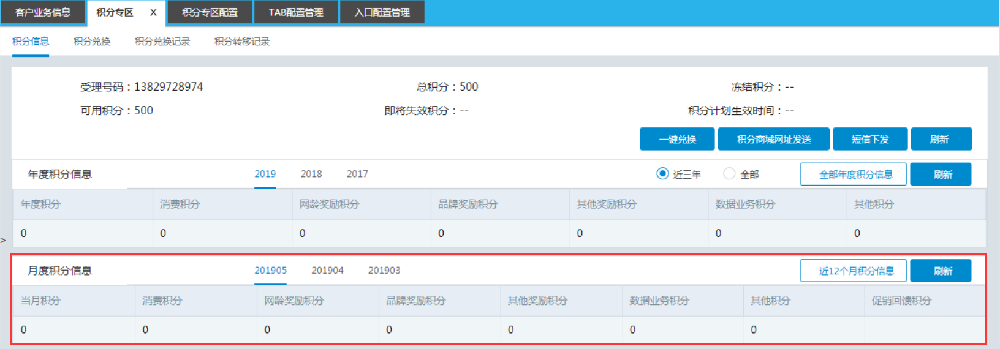 客户业务信息 积分专区 X 积分专区配置 TAB配置管理 入口配置管理
积分信息 积分兑换 积分兑换记录 积分转移记录
受理号码：13829728974 总积分：500 冻结积分：--
可用积分：500 即将失效积分：-- 积分计划生效时间：--
一键兑换 积分商城网址发送 短信下发 刷新
年度积分信息 2019 2018 2017 近三年 全部 全部年度积分信息 刷新
年度积分 消费积分 网龄奖励积分 品牌奖励积分 其他奖励积分 数据业务积分 其他积分
0 0 0 0 0 0 0
>
月度积分信息 201905 201904 201903 近12个月积分信息 刷新
当月积分 消费积分 网龄奖励积分 品牌奖励积分 其他奖励积分 数据业务积分 其他积分 促销回馈积分
0 0 0 0 0 0 0